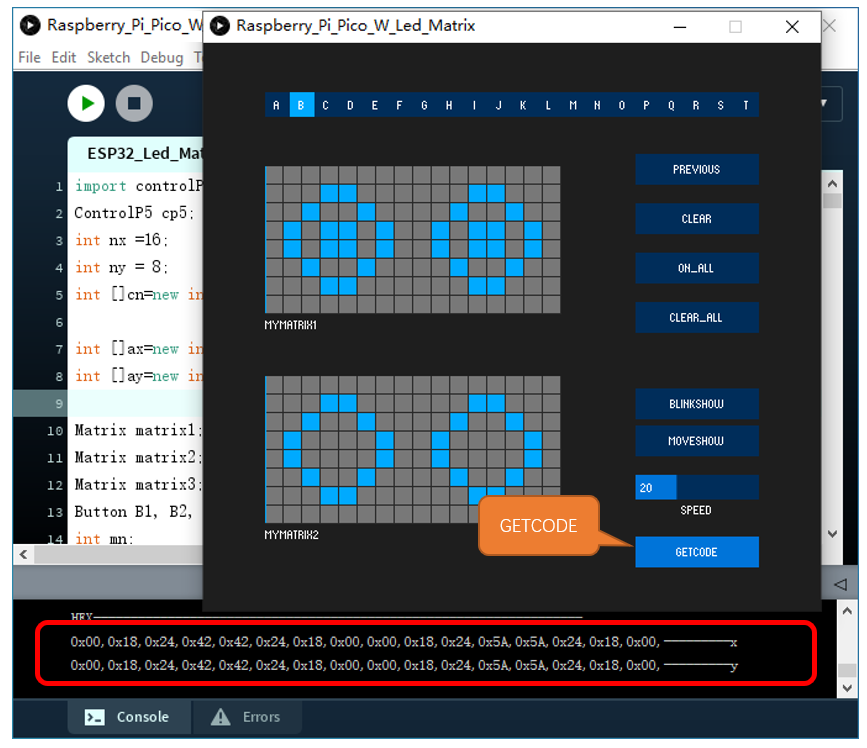 Raspberry_Pi_Pico_W
Raspberry_Pi_Pico_W_Led_Matrix
File Edit Sketch Debug
A B C D E F G H I J K L M N O P Q R S T
ESP32_Led_Mat
1 import controlP
2 ControlP5 cp5;
3 int nx =16;
4 int ny = 8;
5 int []cn=new in
6
7 int []ax=new in
8 int []ay=new in
9
10 Matrix matrix1;
11 Matrix matrix2;
12 Matrix matrix3;
13 Button B1, B2,
14 int mn;
MYMATRIX1
MYMATRIX2
PREVIOUS
CLEAR
ON_ALL
CLEAR_ALL
BLINKSHOW
MOVESHOW
20
SPEED
GETCODE
GETCODE
HEX
0x00, 0x18, 0x24, 0x42, 0x42, 0x24, 0x18, 0x00, 0x00, 0x18, 0x24, 0x5A, 0x5A, 0x24, 0x18, 0x00, ——————x
0x00, 0x18, 0x24, 0x42, 0x42, 0x24, 0x18, 0x00, 0x00, 0x18, 0x24, 0x5A, 0x5A, 0x24, 0x18, 0x00, ——————y
Console
Errors